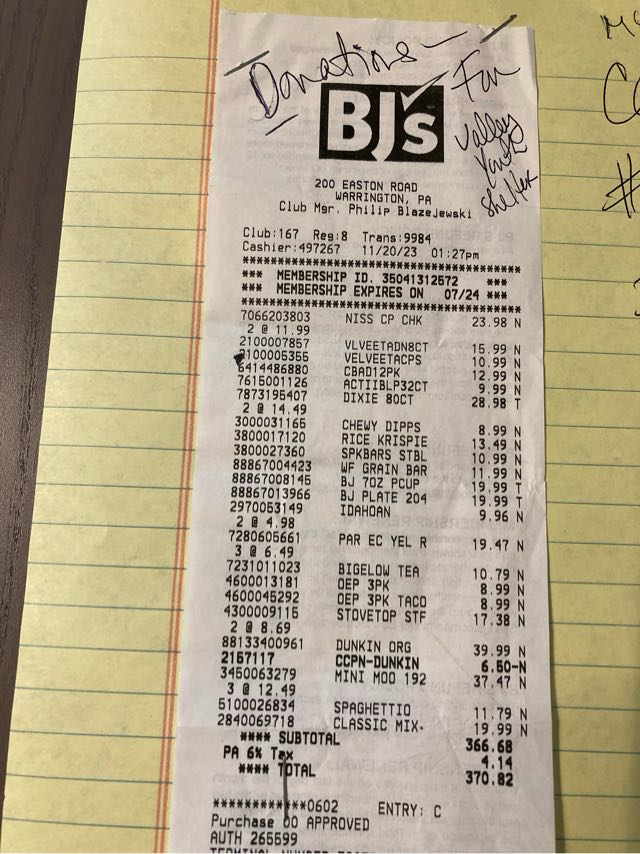 Donations - For
Valley
Youth
Shelter
BJ's
200 EASTON ROAD
WARRINGTON, PA
Club Mgr. Philip Blazejewski
Club:167 Reg:8 Trans:9984
Cashier:497267 11/20/23 01:27pm
****************************************
*** MEMBERSHIP ID. 35041312572 ***
*** MEMBERSHIP EXPIRES ON 07/24 ***
****************************************
7066203803 NISS CP CHK 23.98 N
2 @ 11.99
2100007857 VLVEETADN8CT 15.99 N
2100005355 VELVEETACPS 10.99 N
6414486880 CBAD12PK 12.99 N
7615001126 ACTIIBLP32CT 9.99 N
7873195407 DIXIE 80CT 28.98 T
2 @ 14.49
3000031165 CHEWY DIPPS 8.99 N
3800017120 RICE KRISPIE 13.49 N
3800027360 SPKBARS STBL 10.99 N
88867004423 WF GRAIN BAR 11.99 N
88867008145 BJ 7OZ PCUP 19.99 T
88867013966 BJ PLATE 204 19.99 T
2970053149 IDAHOAN 9.96 N
2 @ 4.98
7280605661 PAR EC YEL R 19.47 N
3 @ 6.49
7231011023 BIGELOW TEA 10.79 N
4600013181 OEP 3PK 8.99 N
4600045292 OEP 3PK TACO 8.99 N
4300009115 STOVETOP STF 17.38 N
2 @ 8.69
88133400961 DUNKIN ORG 39.99 N
2157117 CCPN-DUNKIN 6.50-N
3450063279 MINI MOO 192 37.47 N
3 @ 12.49
5100026834 SPAGHETTIO 11.79 N
2840069718 CLASSIC MIX. 19.99 N
**** SUBTOTAL 366.68
PA 6% Tax 4.14
**** TOTAL 370.82
************0602 ENTRY: C
Purchase 00 APPROVED
AUTH 265599